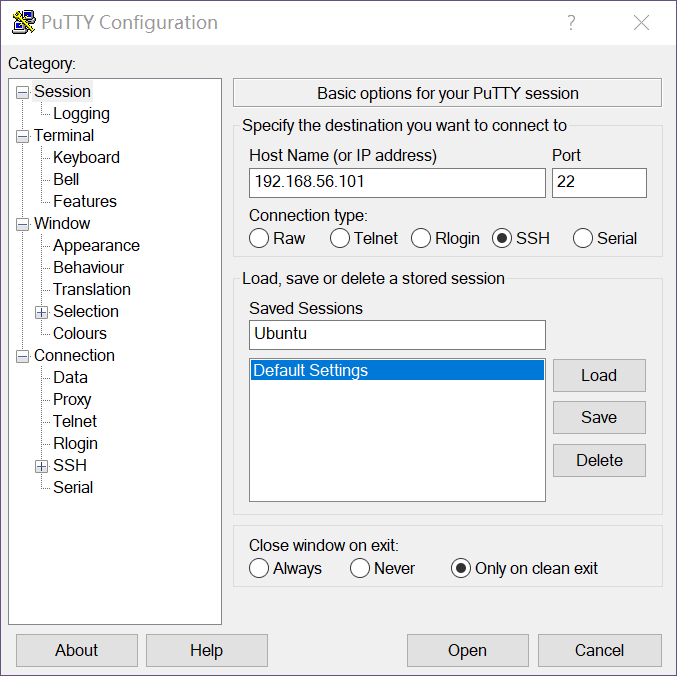 PuTTY Configuration ?
Category:
Session
Logging
Terminal
Keyboard
Bell
Features
Window
Appearance
Behaviour
Translation
Selection
Colours
Connection
Data
Proxy
Telnet
Rlogin
SSH
Serial
Basic options for your PuTTY session
Specify the destination you want to connect to
Host Name (or IP address) Port
192.168.56.101 22
Connection type:
Raw Telnet Rlogin SSH Serial
Load, save or delete a stored session
Saved Sessions
Ubuntu
Default Settings
Load
Save
Delete
Close window on exit:
Always Never Only on clean exit
About Help Open Cancel